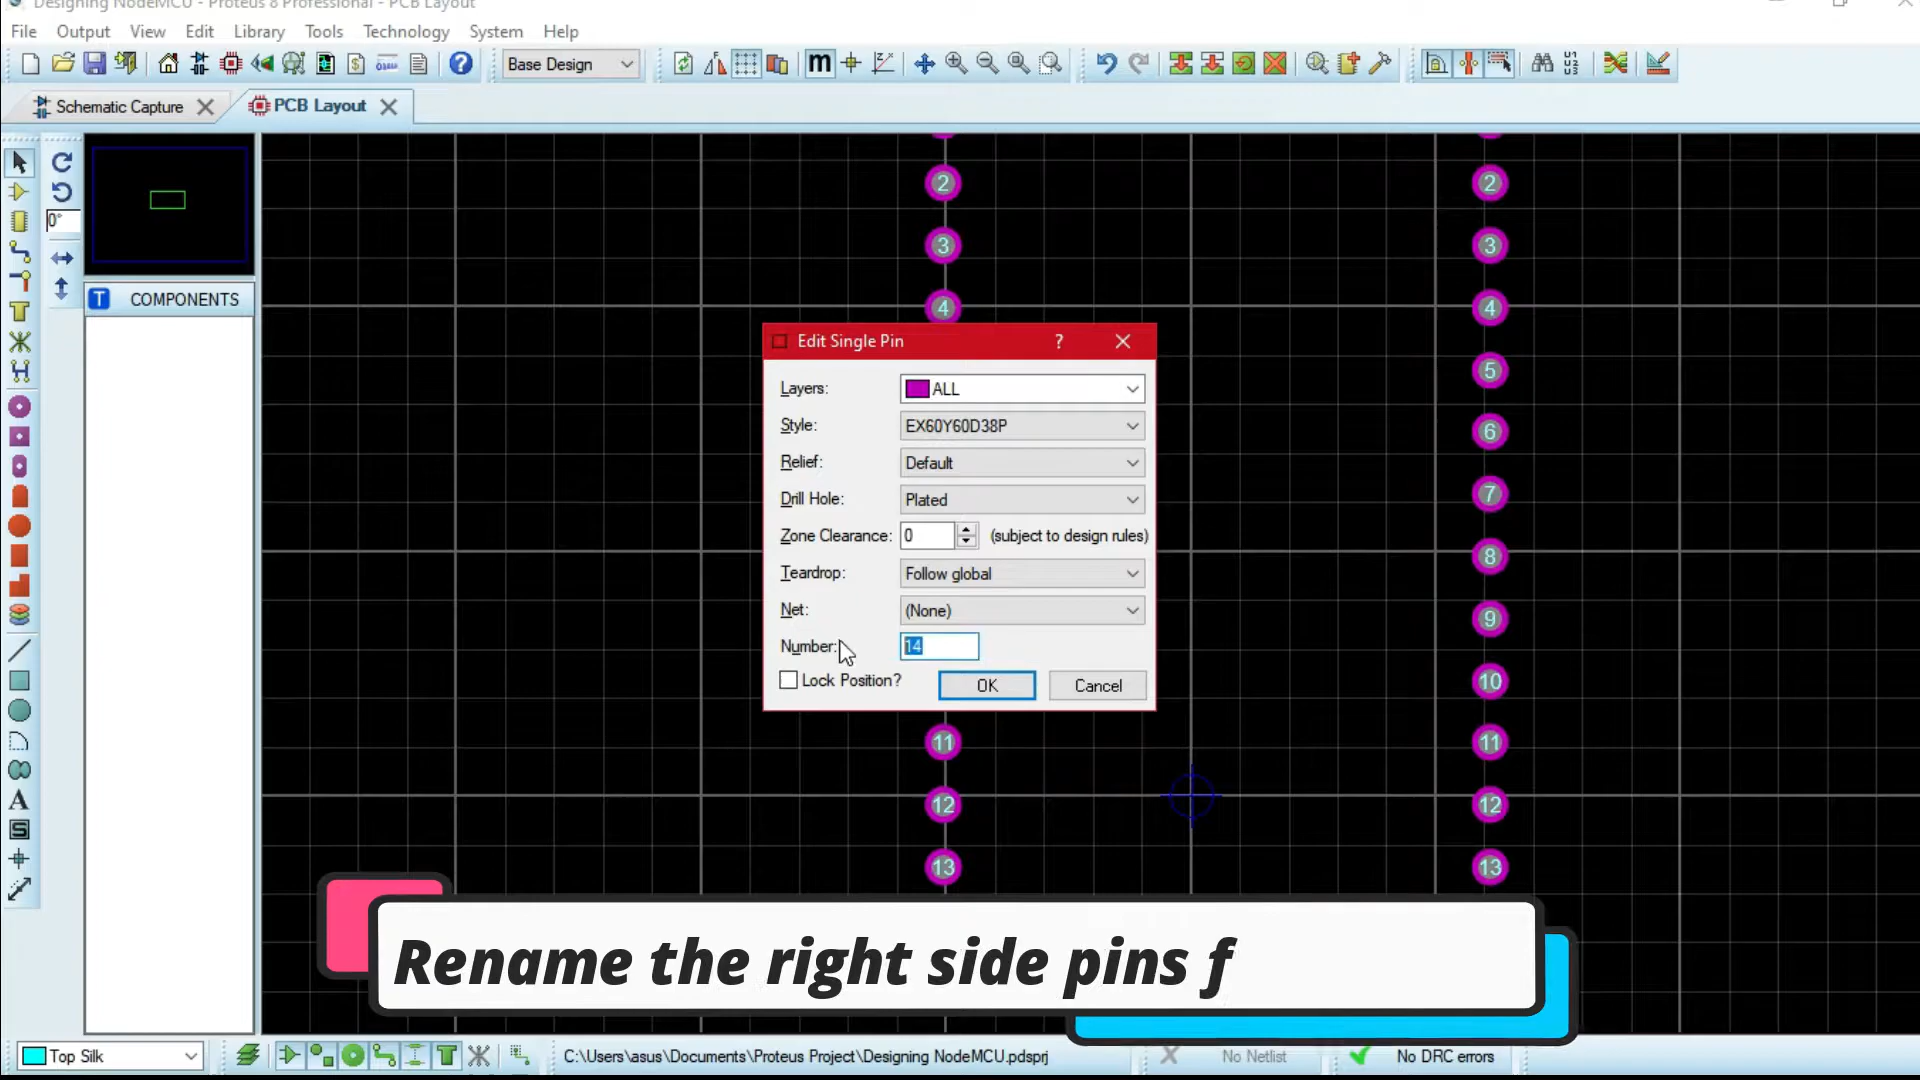 Designing NodeMCU - Proteus 8 Professional - PCB Layout
File Output View Edit Library Tools Technology System Help
Base Design
m
Schematic Capture
PCB Layout
0°
T COMPONENTS
2 2
3 3
4 4
Edit Single Pin ?
Layers: ALL
Style: EX60Y60D38P
Relief: Default
Drill Hole: Plated
Zone Clearance: 0 (subject to design rules)
Teardrop: Follow global
Net: (None)
Number: 14
Lock Position? OK Cancel
5
6
7
8
9
10
11 11
12 12
13 13
A
S
Rename the right side pins f
Top Silk
C:\Users\asus\Documents\Proteus Project\Designing NodeMCU.pdsprj
No Netlist
No DRC errors